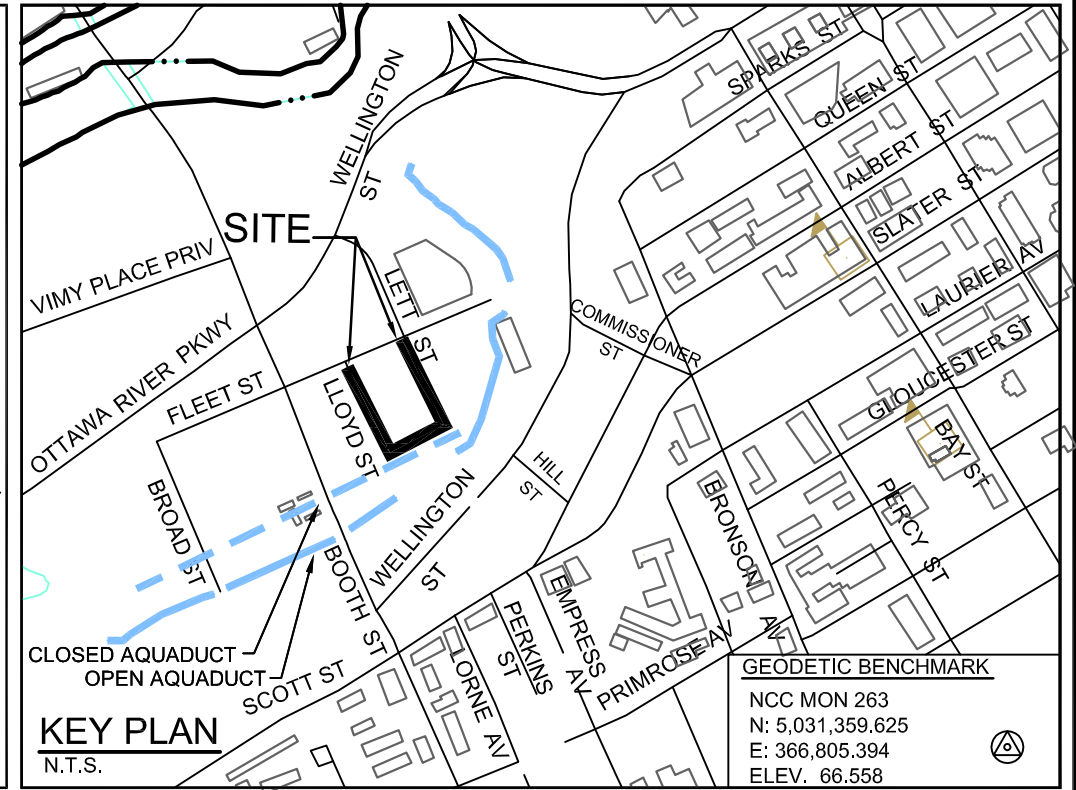 SPARKS ST
QUEEN ST
ALBERT ST
SLATER ST
LAURIER AV
GLOUCESTER ST
BAY ST
PERCY ST
BRONSON AV
WELLINGTON
ST
SITE
LETT ST
VIMY PLACE PRIV
OTTAWA RIVER PKWY
FLEET ST
LLOYD ST
COMMISSIONER
ST
HILL
ST
BROAD ST
BOOTH ST
WELLINGTON
ST
EMPRESS AV
PERKINS
ST
PRIMROSE AV
LORNE AV
SCOTT ST
CLOSED AQUADUCT
OPEN AQUADUCT
KEY PLAN
N.T.S.
GEODETIC BENCHMARK
NCC MON 263
N: 5,031,359.625
E: 366,805.394
ELEV. 66.558